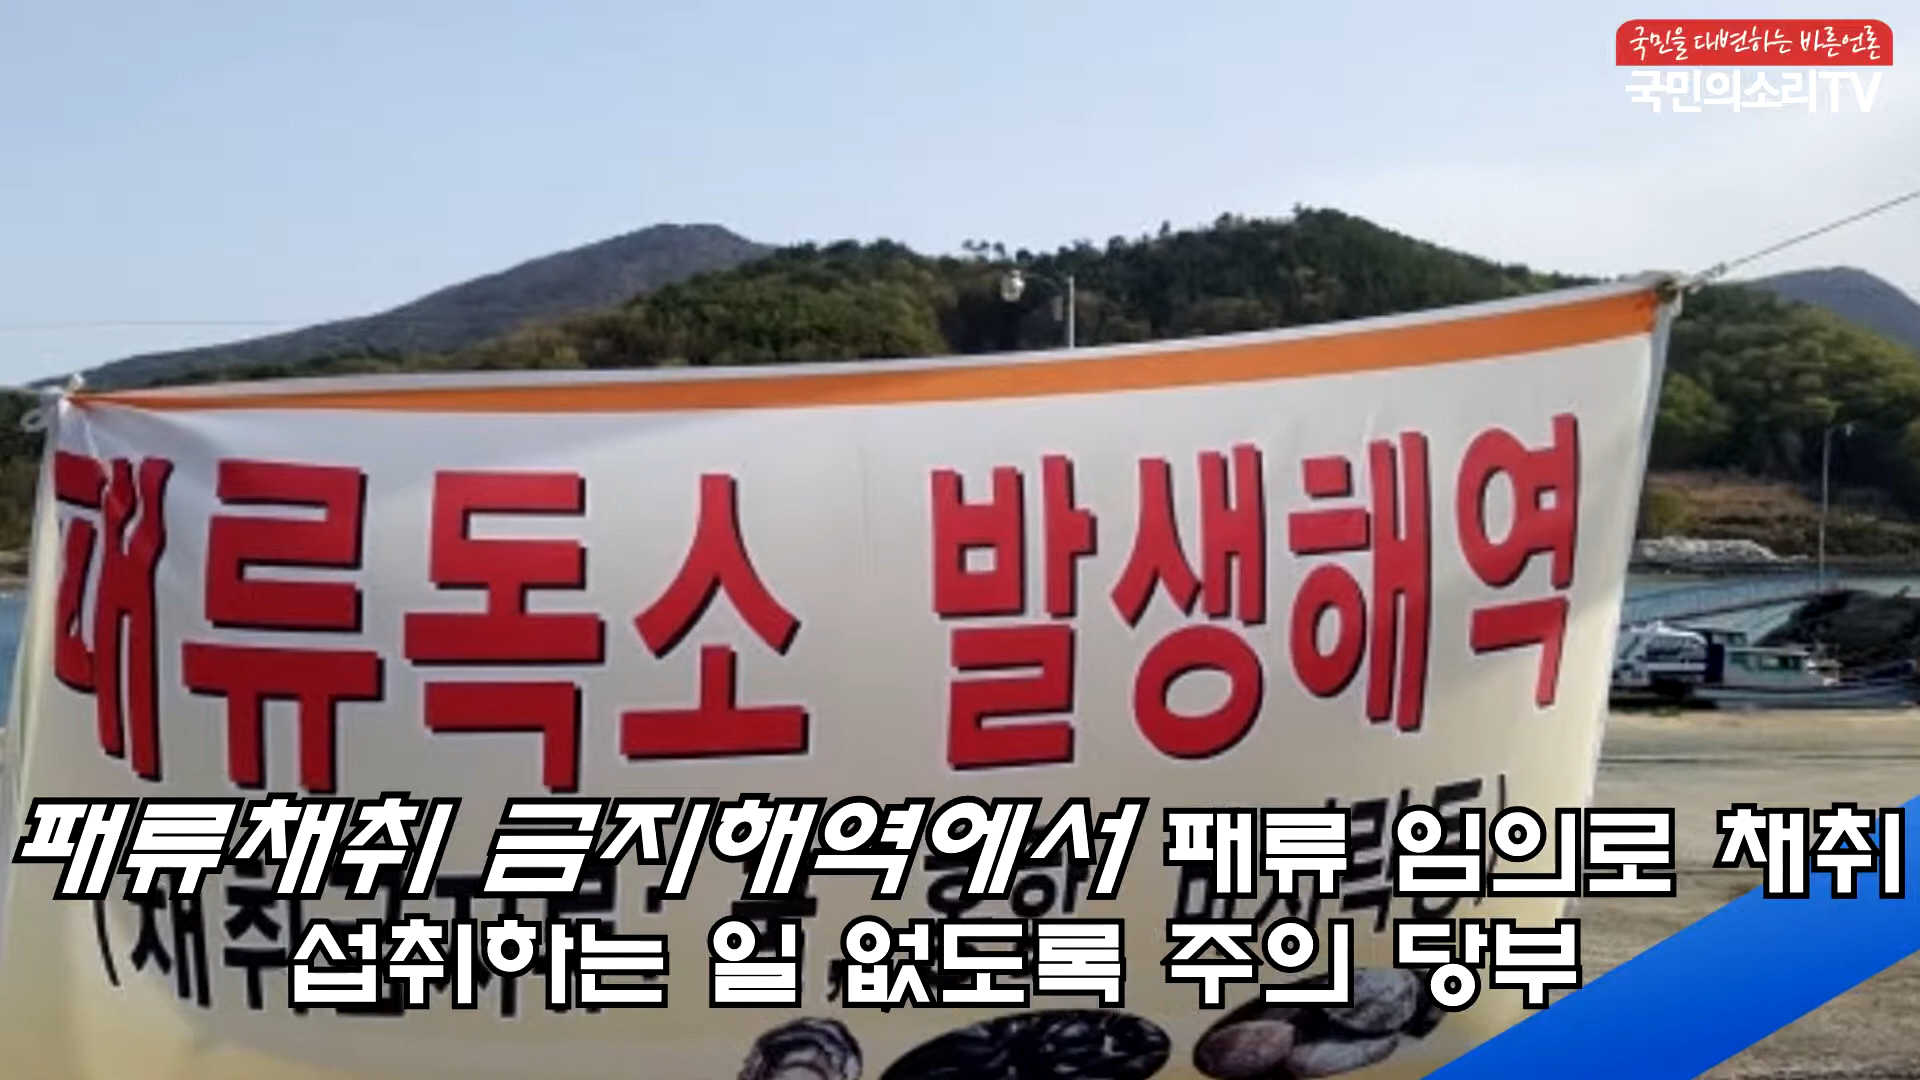 국민을 대변하는 바른언론
국민의소리TV
패류독소 발생해역
패류채취 금지해역에서 패류 임의로 채취
섭취하는 일 없도록 주의 당부